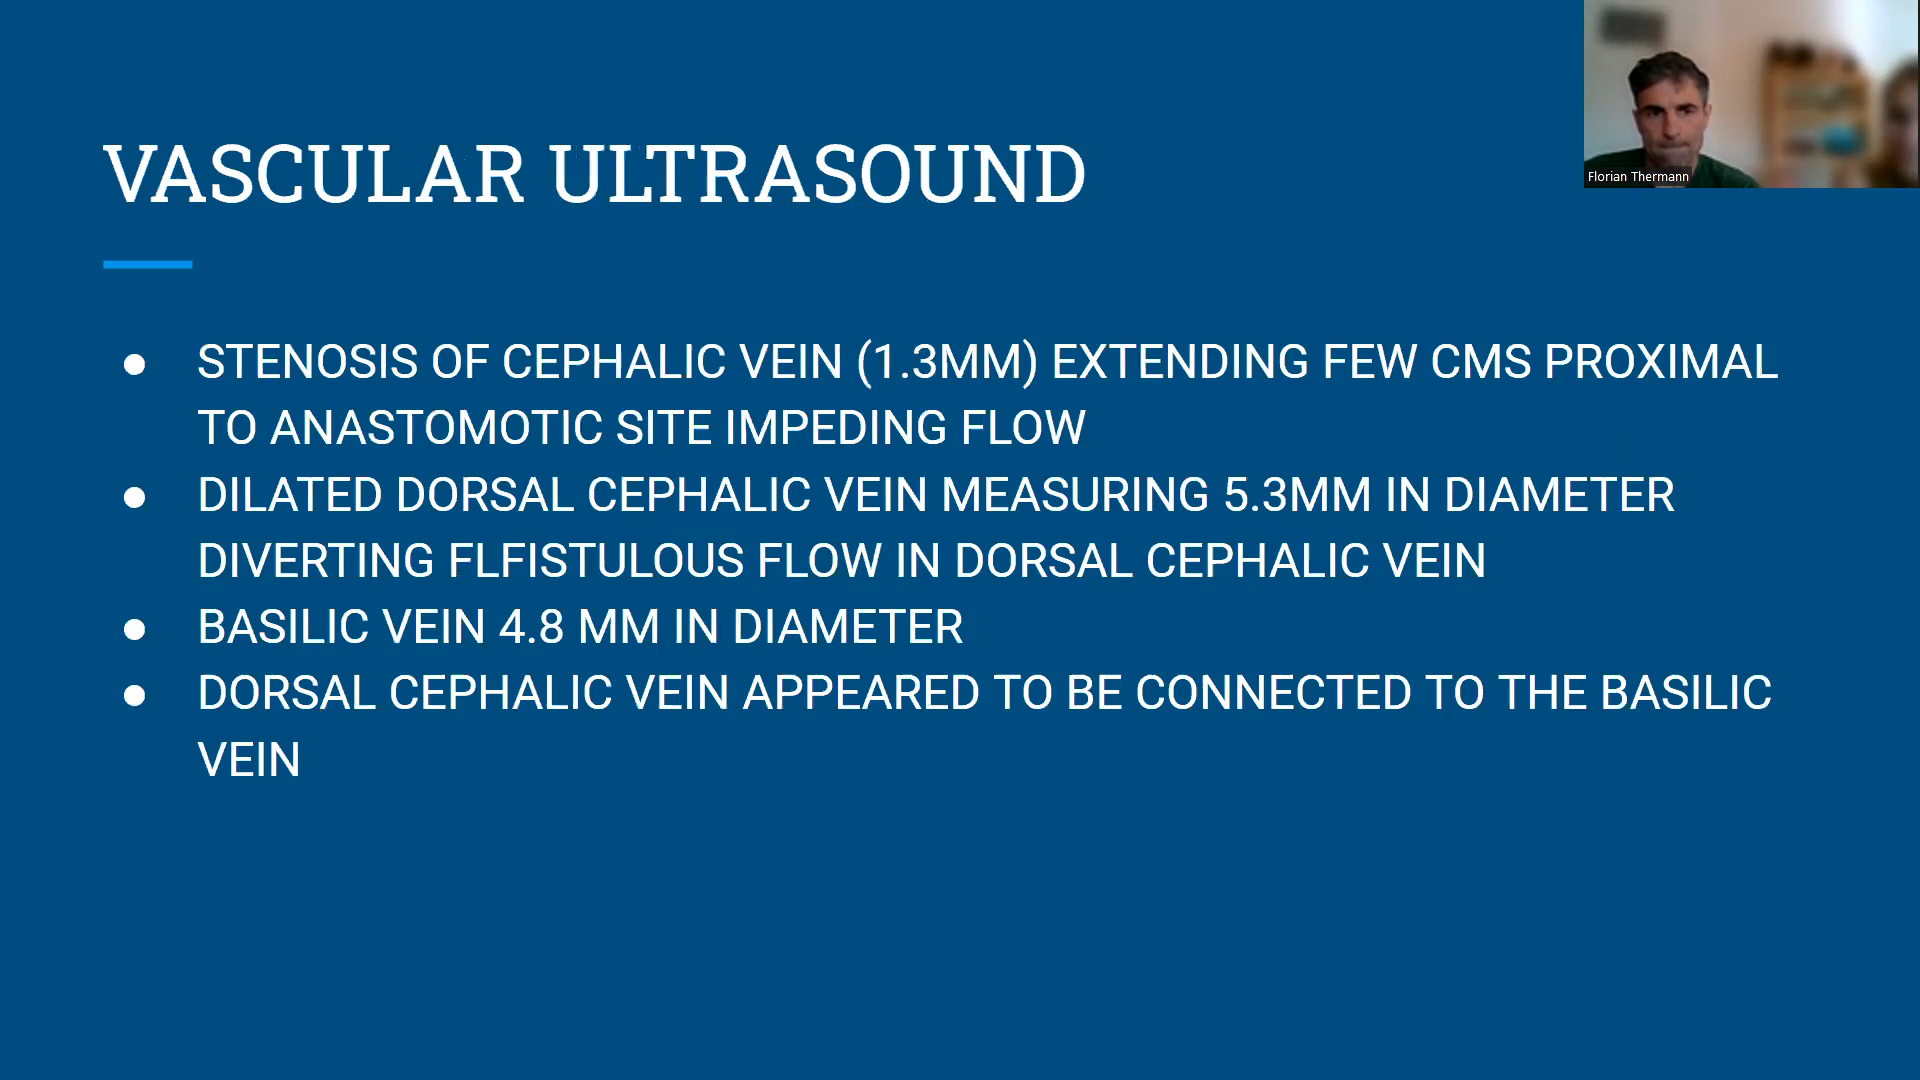 Florian Thermann
VASCULAR ULTRASOUND
● STENOSIS OF CEPHALIC VEIN (1.3MM) EXTENDING FEW CMS PROXIMAL
TO ANASTOMOTIC SITE IMPEDING FLOW
● DILATED DORSAL CEPHALIC VEIN MEASURING 5.3MM IN DIAMETER
DIVERTING FLFISTULOUS FLOW IN DORSAL CEPHALIC VEIN
● BASILIC VEIN 4.8 MM IN DIAMETER
● DORSAL CEPHALIC VEIN APPEARED TO BE CONNECTED TO THE BASILIC
VEIN